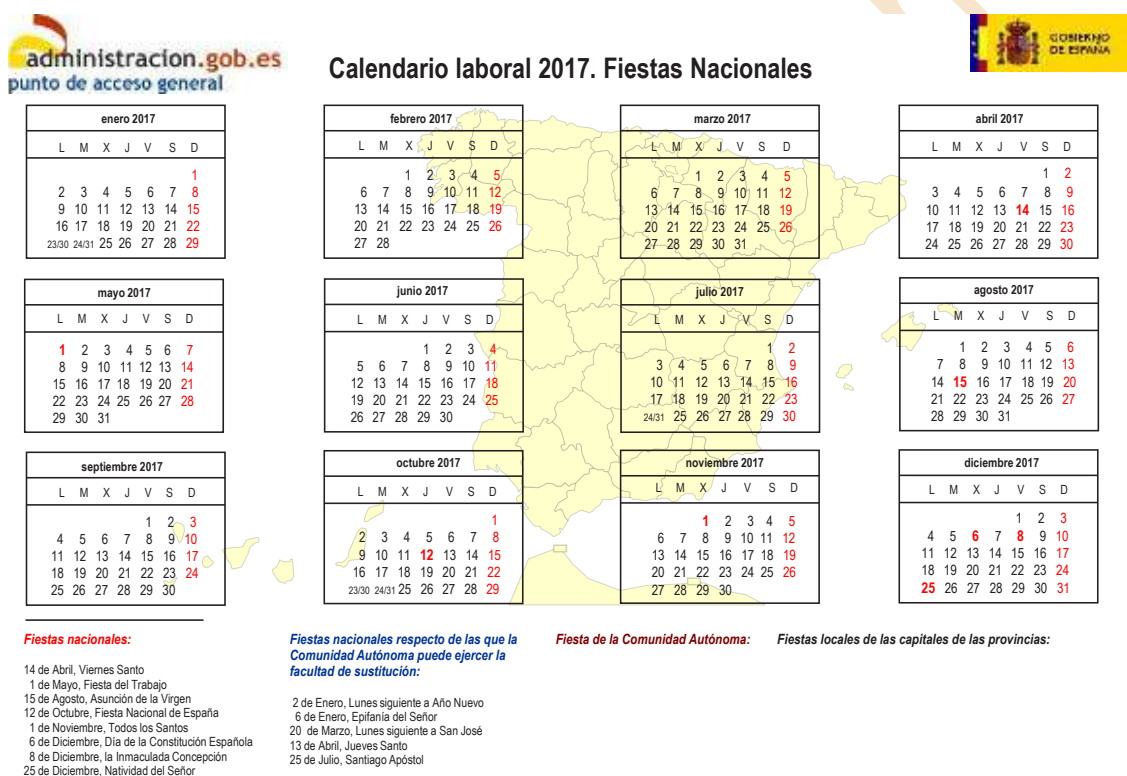 administracion.gob.es
punto de acceso general
Calendario laboral 2017. Fiestas Nacionales
GOBIERNO
DE ESPAÑA
enero 2017
L M X J V S D
1
2 3 4 5 6 7 8
9 10 11 12 13 14 15
16 17 18 19 20 21 22
23/30 24/31 25 26 27 28 29
febrero 2017
L M X J V S D
1 2 3 4 5
6 7 8 9 10 11 12
13 14 15 16 17 18 19
20 21 22 23 24 25 26
27 28
marzo 2017
L M X J V S D
1 2 3 4 5
6 7 8 9 10 11 12
13 14 15 16 17 18 19
20 21 22 23 24 25 26
27 28 29 30 31
abril 2017
L M X J V S D
1 2
3 4 5 6 7 8 9
10 11 12 13 14 15 16
17 18 19 20 21 22 23
24 25 26 27 28 29 30
mayo 2017
L M X J V S D
1 2 3 4 5 6 7
8 9 10 11 12 13 14
15 16 17 18 19 20 21
22 23 24 25 26 27 28
29 30 31
junio 2017
L M X J V S D
1 2 3 4
5 6 7 8 9 10 11
12 13 14 15 16 17 18
19 20 21 22 23 24 25
26 27 28 29 30
julio 2017
L M X J V S D
1 2
3 4 5 6 7 8 9
10 11 12 13 14 15 16
17 18 19 20 21 22 23
24/31 25 26 27 28 29 30
agosto 2017
L M X J V S D
1 2 3 4 5 6
7 8 9 10 11 12 13
14 15 16 17 18 19 20
21 22 23 24 25 26 27
28 29 30 31
septiembre 2017
L M X J V S D
1 2 3
4 5 6 7 8 9 10
11 12 13 14 15 16 17
18 19 20 21 22 23 24
25 26 27 28 29 30
octubre 2017
L M X J V S D
1
2 3 4 5 6 7 8
9 10 11 12 13 14 15
16 17 18 19 20 21 22
23/30 24/31 25 26 27 28 29
noviembre 2017
L M X J V S D
1 2 3 4 5
6 7 8 9 10 11 12
13 14 15 16 17 18 19
20 21 22 23 24 25 26
27 28 29 30
diciembre 2017
L M X J V S D
1 2 3
4 5 6 7 8 9 10
11 12 13 14 15 16 17
18 19 20 21 22 23 24
25 26 27 28 29 30 31
Fiestas nacionales:
14 de Abril, Viernes Santo
1 de Mayo, Fiesta del Trabajo
15 de Agosto, Asunción de la Virgen
12 de Octubre, Fiesta Nacional de España
1 de Noviembre, Todos los Santos
6 de Diciembre, Día de la Constitución Española
8 de Diciembre, la Inmaculada Concepción
25 de Diciembre, Natividad del Señor
Fiestas nacionales respecto de las que la
Comunidad Autónoma puede ejercer la
facultad de sustitución:
2 de Enero, Lunes siguiente a Año Nuevo
6 de Enero, Epifanía del Señor
20 de Marzo, Lunes siguiente a San José
13 de Abril, Jueves Santo
25 de Julio, Santiago Apóstol
Fiesta de la Comunidad Autónoma:
Fiestas locales de las capitales de las provincias: